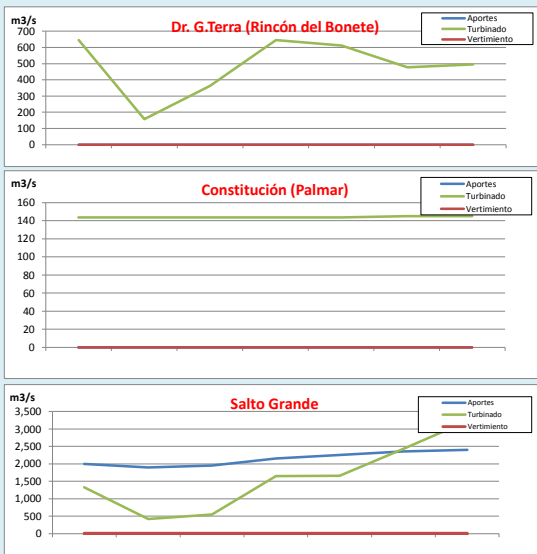 m3/s
Dr. G.Terra (Rincón del Bonete)
Aportes
Turbinado
Vertimiento
700
600
500
400
300
200
100
0
m3/s
Constitución (Palmar)
Aportes
Turbinado
Vertimiento
160
140
120
100
80
60
40
20
0
m3/s
Salto Grande
Aportes
Turbinado
Vertimiento
3,500
3,000
2,500
2,000
1,500
1,000
500
0